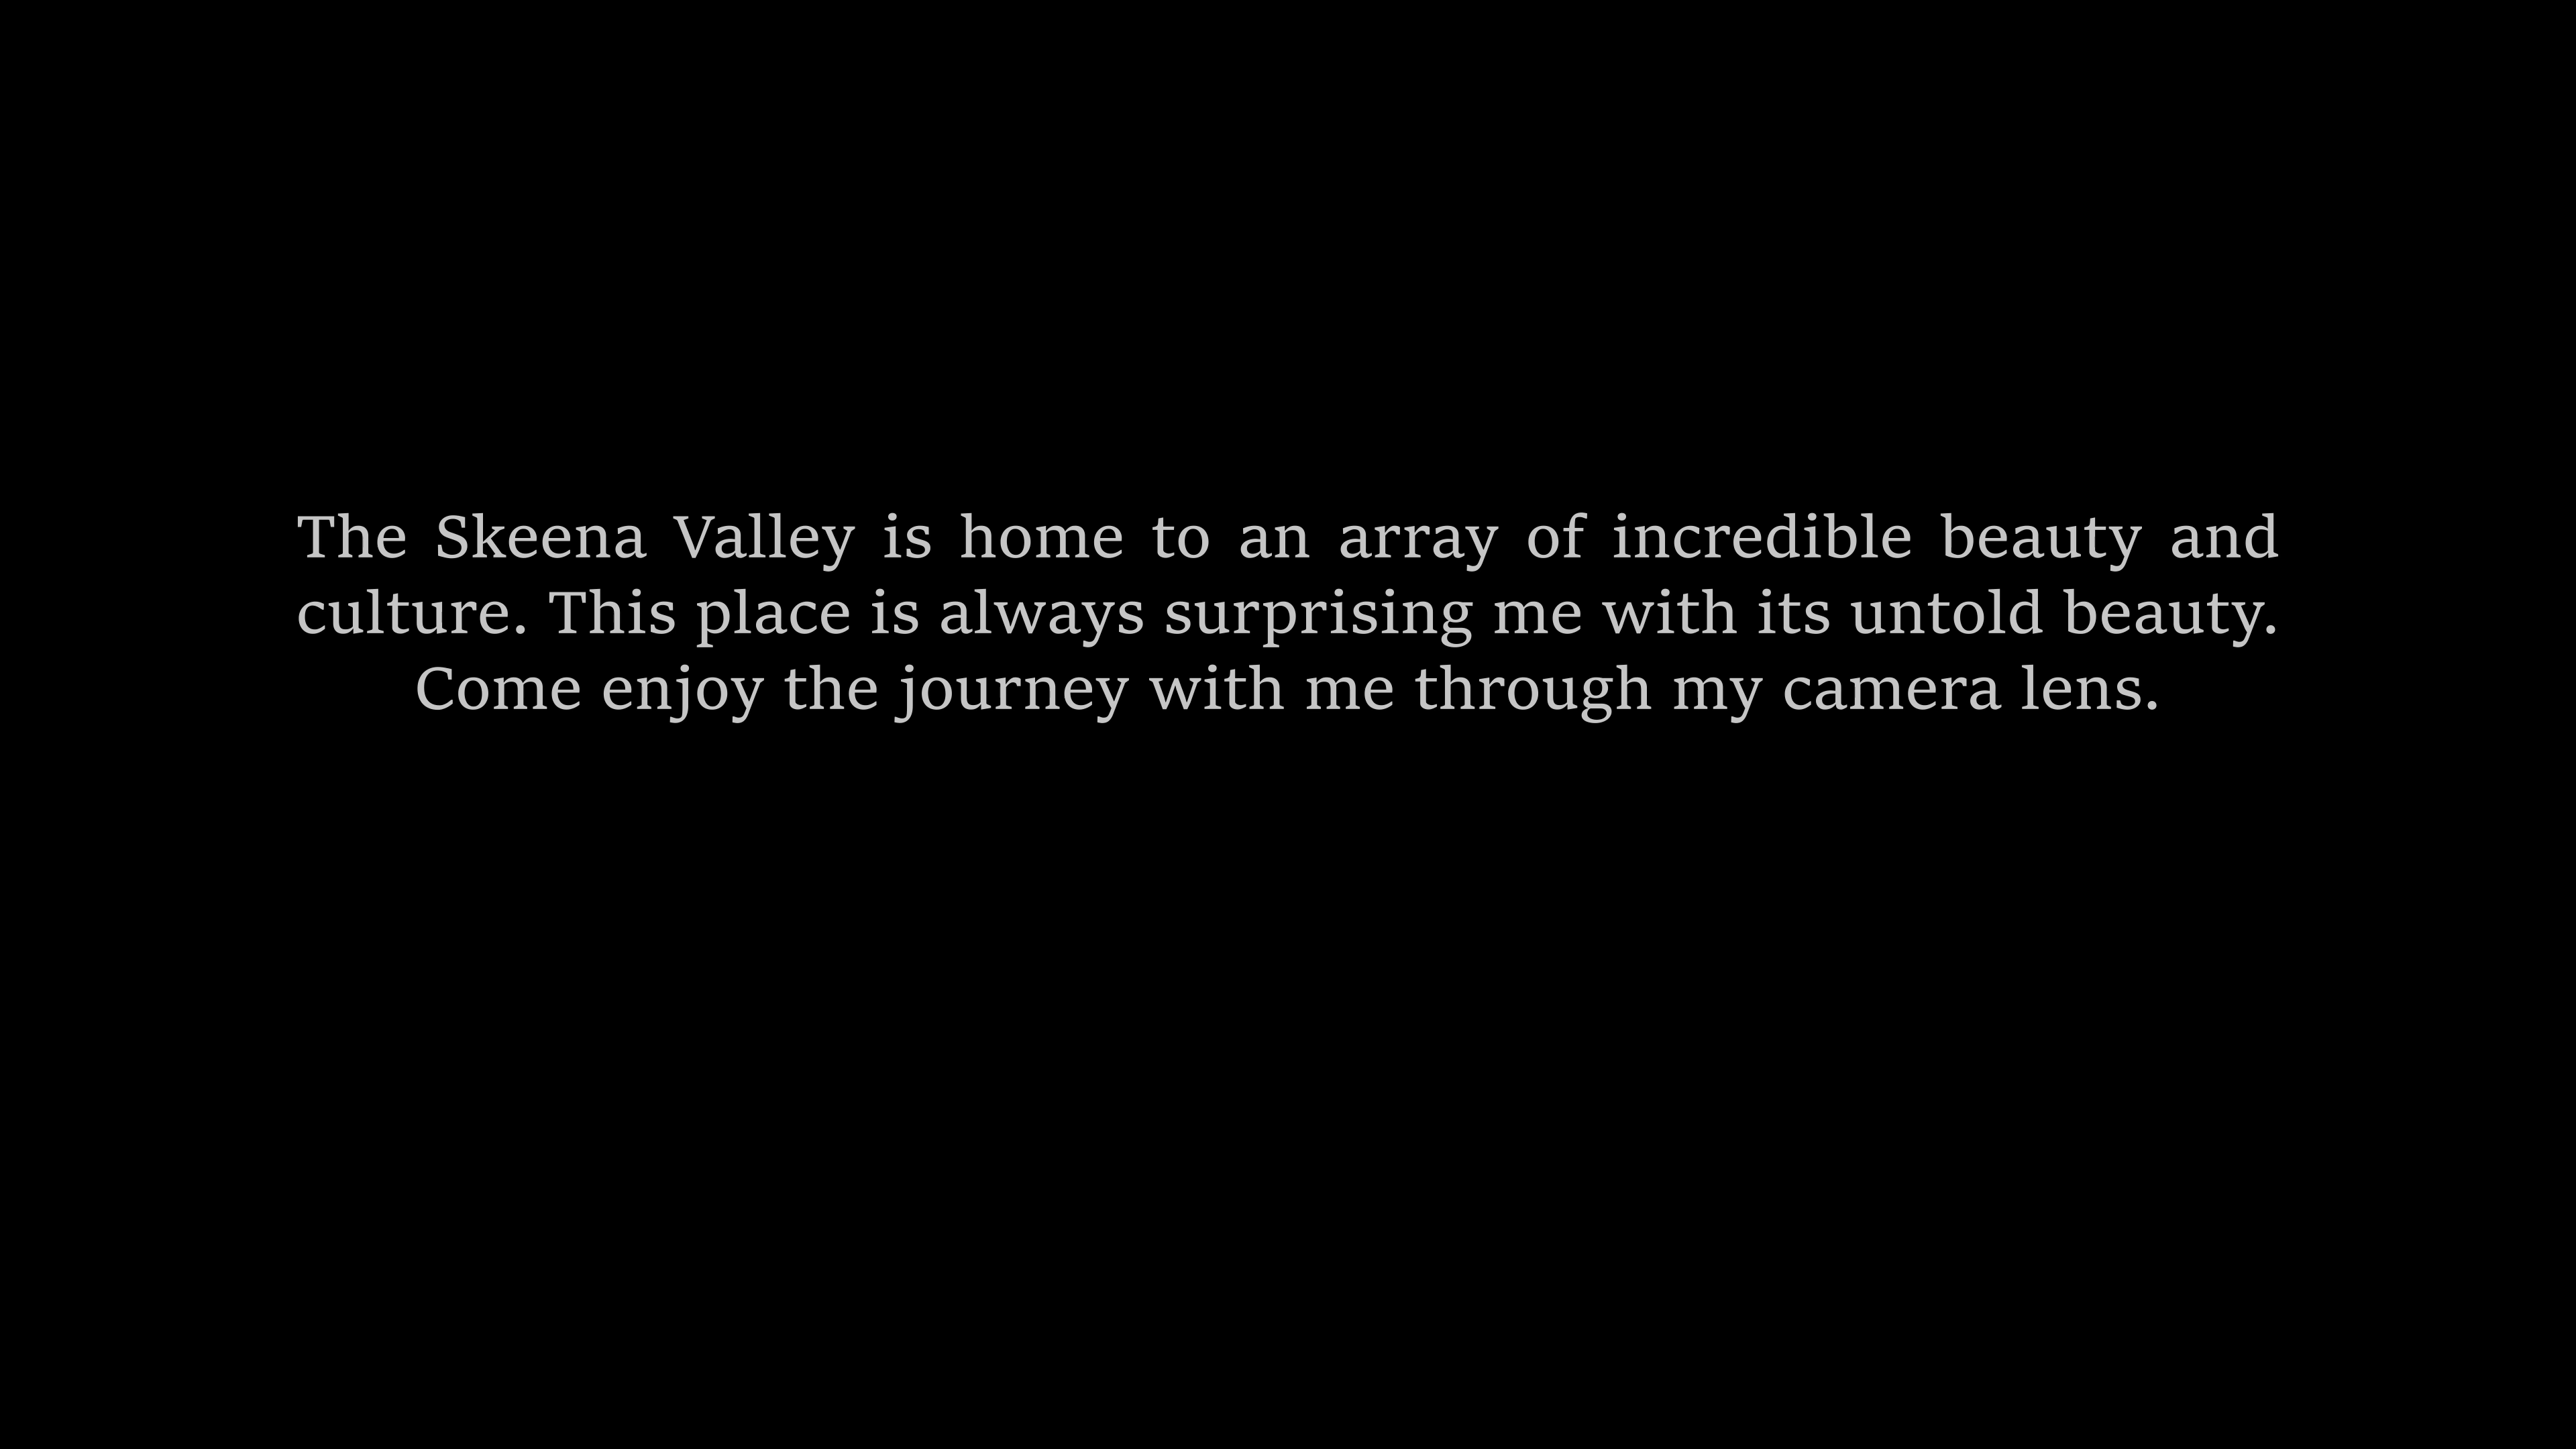 The Skeena Valley is home to an array of incredible beauty and
culture. This place is always surprising me with its untold beauty.
Come enjoy the journey with me through my camera lens.